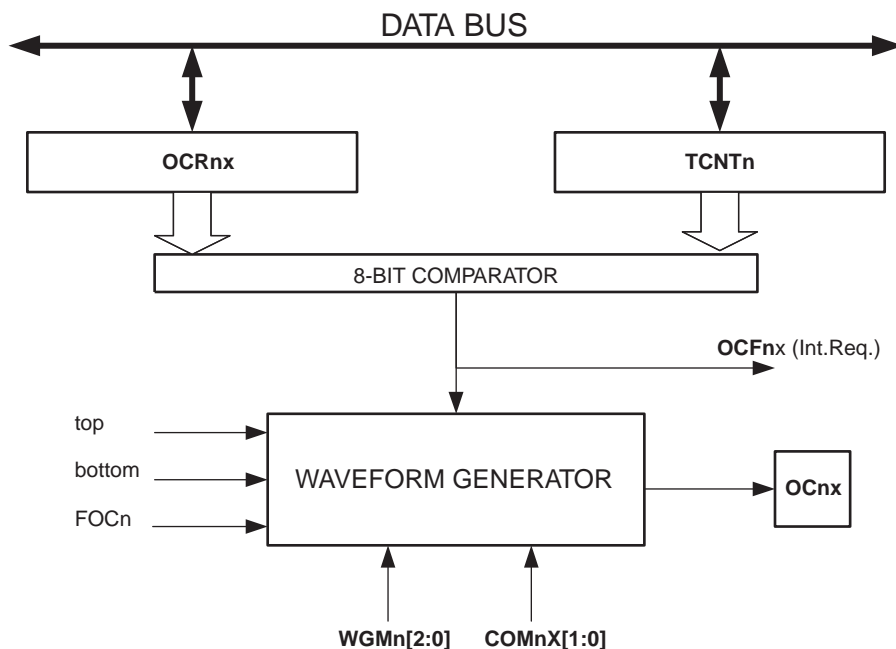 DATA BUS
OCRnx
TCNTn
8-BIT COMPARATOR
OCFnx (Int.Req.)
top
bottom
FOCn
WAVEFORM GENERATOR
OCnx
WGMn[2:0]
COMnX[1:0]